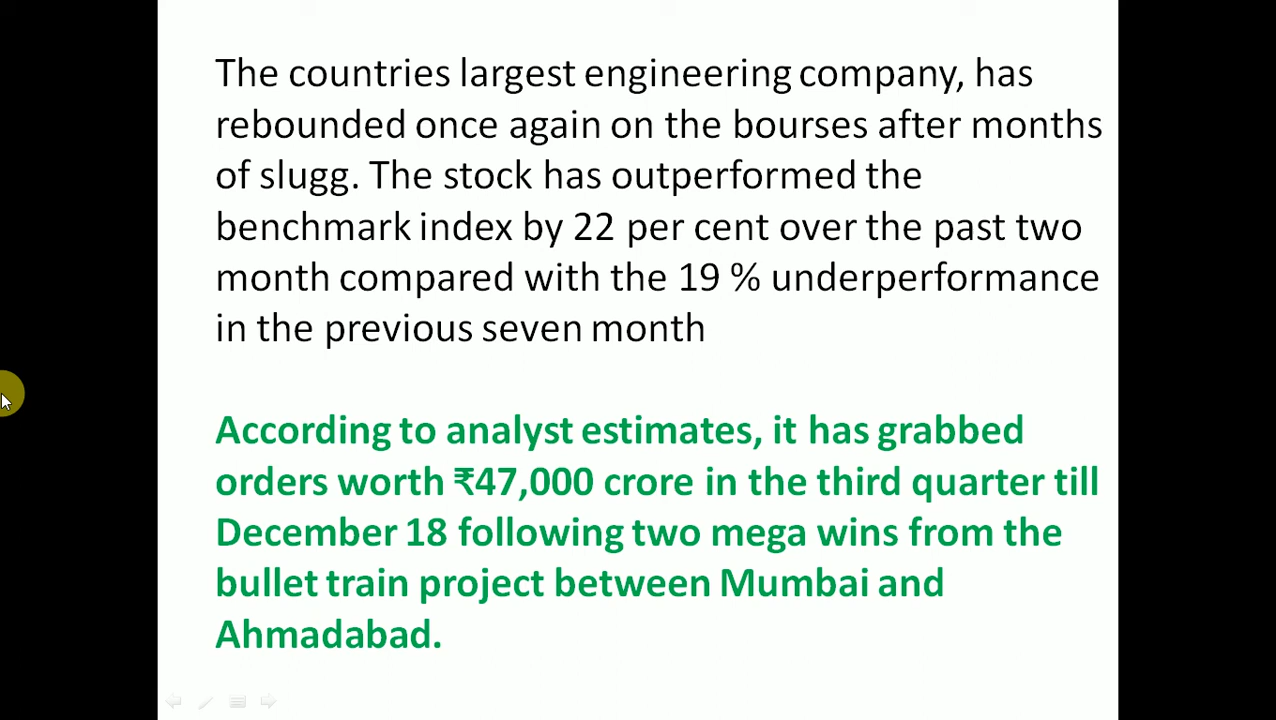 The countries largest engineering company, has
rebounded once again on the bourses after months
of slugg. The stock has outperformed the
benchmark index by 22 per cent over the past two
month compared with the 19 % underperformance
in the previous seven month
According to analyst estimates, it has grabbed
orders worth ₹47,000 crore in the third quarter till
December 18 following two mega wins from the
bullet train project between Mumbai and
Ahmadabad.